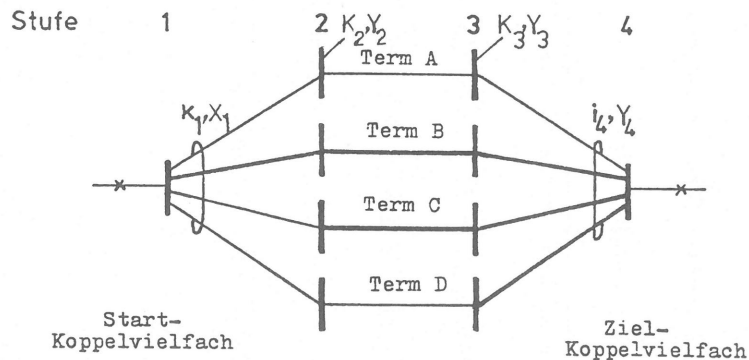 Stufe 1 2 K2,Y2 3 K3,Y3 4
Term A
K1,X1 Term B i4,Y4
Term C
Term D
Start- Ziel-
Koppelvielfach Koppelvielfach